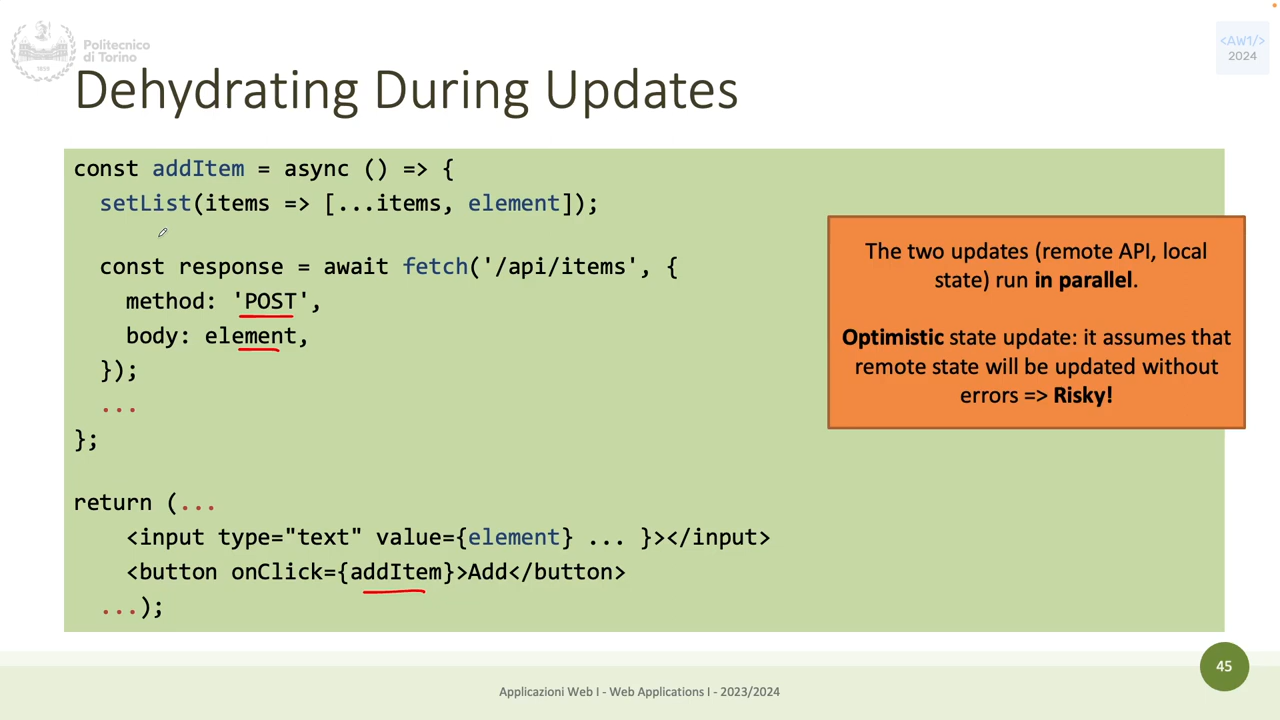 Politecnico
di Torino
1859
<AW1/>
2024
Dehydrating During Updates
const addItem = async () => {
setList(items => [...items, element]);
const response = await fetch('/api/items', {
method: 'POST',
body: element,
});
...
};
return (...
<input type="text" value={element} ... }></input>
<button onClick={addItem}>Add</button>
...);
The two updates (remote API, local
state) run in parallel.
Optimistic state update: it assumes that
remote state will be updated without
errors => Risky!
45
Applicazioni Web I - Web Applications I - 2023/2024